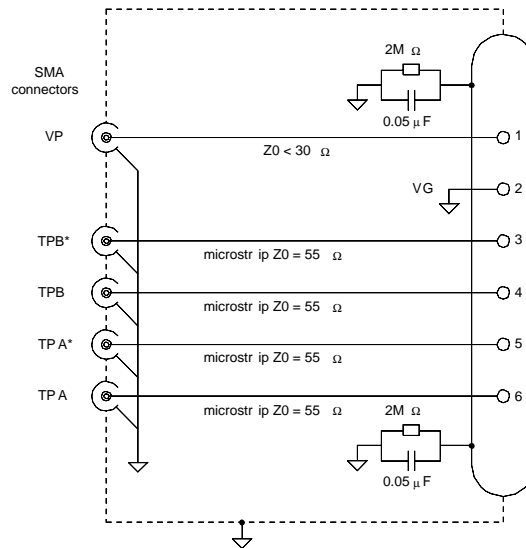 2M Ω
SMA
connectors
0.05 μF
VP
1
Z0 < 30 Ω
VG
2
TPB*
3
microstr ip Z0 = 55 Ω
TPB
4
microstr ip Z0 = 55 Ω
TP A*
5
microstr ip Z0 = 55 Ω
TP A
6
microstr ip Z0 = 55 Ω
2M Ω
0.05 μF